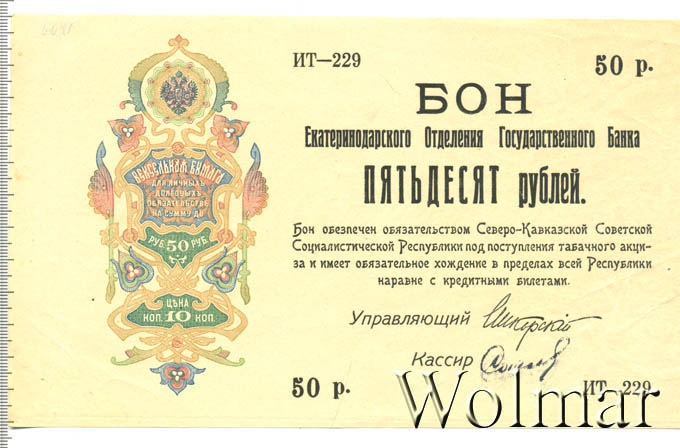 ИТ—229
50 р.
БОН
Екатеринодарского Отделения Государственного Банка
ПЯТЬДЕСЯТ рублей.
Бон обеспечен обязательством Северо-Кавказской Советской
Социалистической Республики под поступления табачного акци-
за и имеет обязательное хождение в пределах всей Республики
наравне с кредитными билетами.
Управляющий
Кассир
50 р.
ИТ—229
ВЕКСЕЛЬНАЯ БУМАГА
ДЛЯ ЛИЧНЫХЪ
ДОЛГОВЫХЪ
ОБЯЗАТЕЛЬСТВЪ
НА СУММУ ДО
РУБ. 50 РУБ.
ЦѢНА
КОП. 10 КОП.
Wolmar